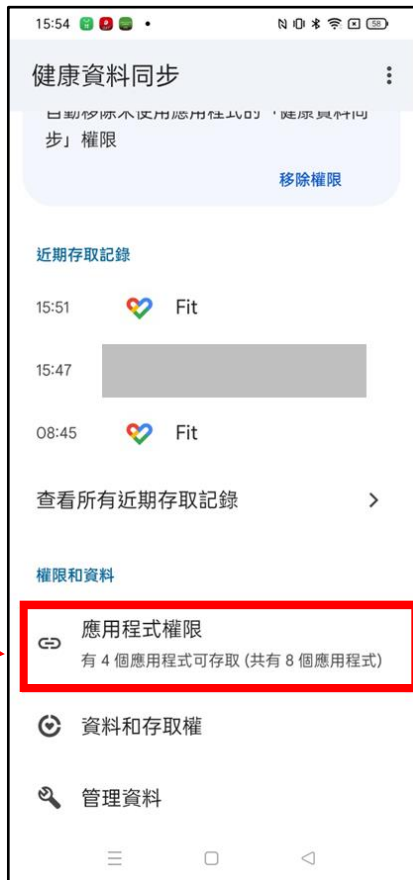 15:54 58
健康資料同步
自動移除未使用應用程式的「健康資料同
步」權限
移除權限
近期存取記錄
15:51 Fit
15:47
08:45 Fit
查看所有近期存取記錄
權限和資料
應用程式權限
有 4 個應用程式可存取 (共有 8 個應用程式)
資料和存取權
管理資料